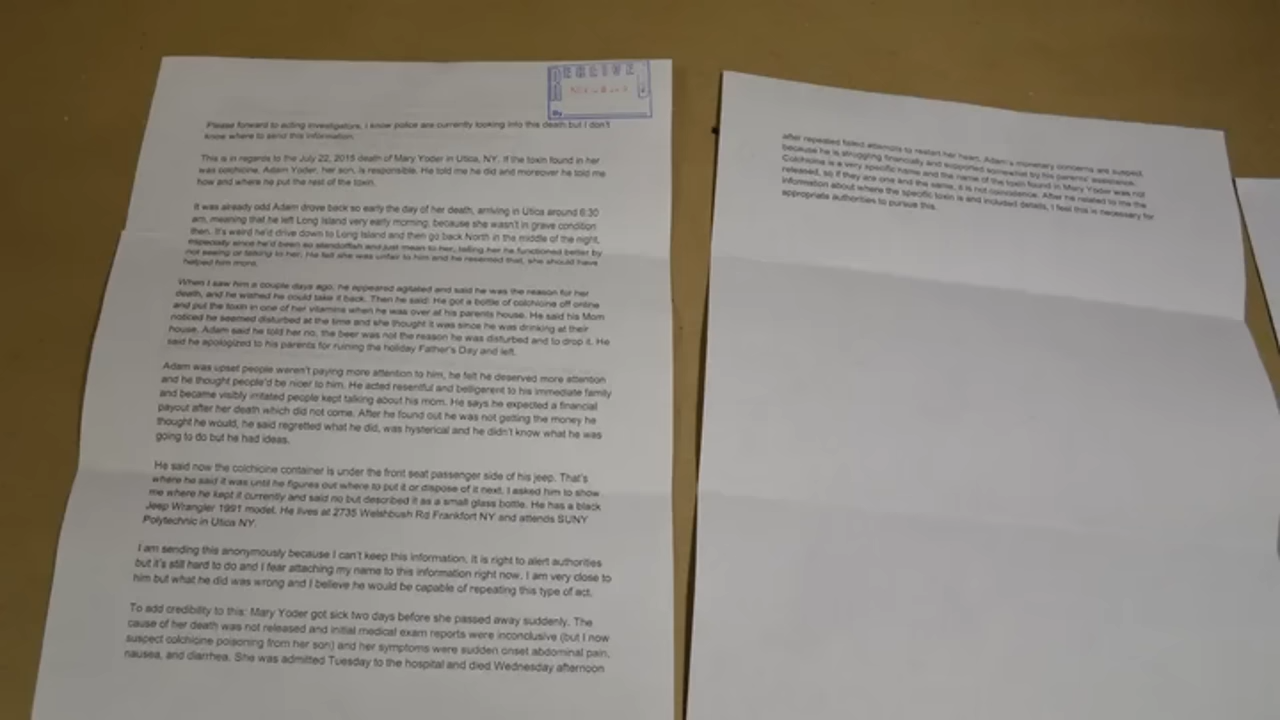 Please forward to acting investigators, I know police are currently looking into this death but I don't
know where to send this information.
This is in regards to the July 22, 2015 death of Mary Yoder in Utica, NY. If the toxin found in her
was colchicine, Adam Yoder, her son, is responsible. He told me he did and moreover he told me
how and where he put the rest of the toxin.
It was already odd Adam drove back so early the day of her death, arriving in Utica around 6:30
am, meaning that he left Long Island very early morning, because she wasn't in grave condition
then. It's weird he'd drive down to Long Island and then go back North in the middle of the night,
especially since he'd been so standoffish and just mean to her, telling her he functioned better by
not seeing or talking to her. He felt she was unfair to him and he resented that, she should have
helped him more.
When I saw him a couple days ago, he appeared agitated and said he was the reason for her
death, and he wished he could take it back. Then he said: He got a bottle of colchicine off online
and put the toxin in one of her vitamins when he was over at his parents house. He said his Mom
noticed he seemed disturbed at the time and she thought it was since he was drinking at their
house. Adam said he told her no, the beer was not the reason he was disturbed and to drop it. He
said he apologized to his parents for ruining the holiday Father's Day and left.
Adam was upset people weren't paying more attention to him, he felt he deserved more attention
and he thought people'd be nicer to him. He acted resentful and belligerent to his immediate family
and became visibly irritated people kept talking about his mom. He says he expected a financial
payout after her death which did not come. After he found out he was not getting the money he
thought he would, he said regretted what he did, was hysterical and he didn't know what he was
going to do but he had ideas.
He said now the colchicine container is under the front seat passenger side of his jeep. That's
where he said it was until he figures out where to put it or dispose of it next. I asked him to show
me where he kept it currently and said no but described it as a small glass bottle. He has a black
Jeep Wrangler 1991 model. He lives at 2735 Welshbush Rd Frankfort NY and attends SUNY
Polytechnic in Utica NY.
I am sending this anonymously because I can't keep this information. It is right to alert authorities
but it's still hard to do and I fear attaching my name to this information right now. I am very close to
him but what he did was wrong and I believe he would be capable of repeating this type of act.
To add credibility to this: Mary Yoder got sick two days before she passed away suddenly. The
cause of her death was not released and initial medical exam reports were inconclusive (but I now
suspect colchicine poisoning from her son) and her symptoms were sudden onset abdominal pain,
nausea, and diarrhea. She was admitted Tuesday to the hospital and died Wednesday afternoon
By
after repeated failed attempts to restart her heart. Adam's monetary concerns are suspect,
because he is struggling financially and supported somewhat by his parents' assistance.
Colchicine is a very specific name and the name of the toxin found in Mary Yoder was not
released, so if they are one and the same, it is not coincidence. After he related to me the
information about where the specific toxin is and included details, I feel this is necessary for
appropriate authorities to pursue this.